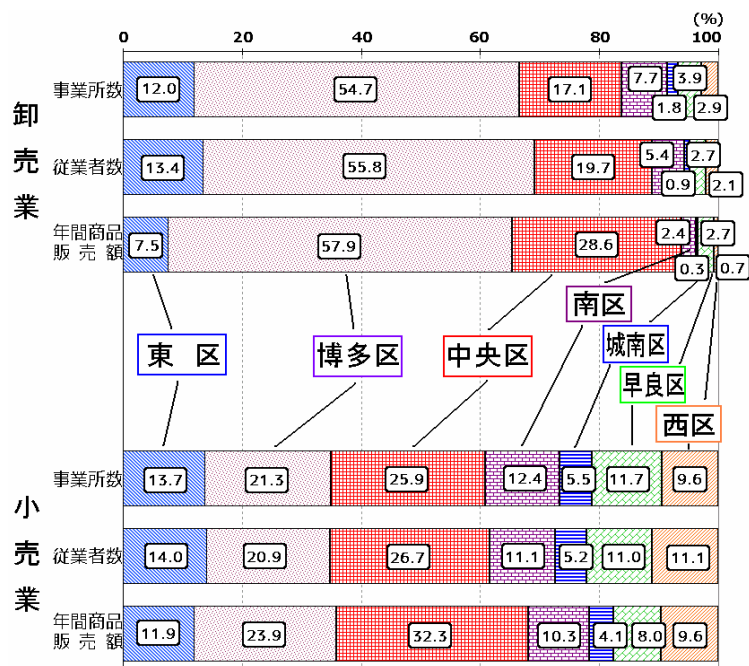 (%)
0 20 40 60 80 100
卸売業
事業所数 12.0 54.7 17.1 7.7 1.8 3.9 2.9
従業者数 13.4 55.8 19.7 5.4 0.9 2.7 2.1
年間商品
販売額 7.5 57.9 28.6 2.4 0.3 2.7 0.7
東区 博多区 中央区 南区 城南区 早良区 西区
小売業
事業所数 13.7 21.3 25.9 12.4 5.5 11.7 9.6
従業者数 14.0 20.9 26.7 11.1 5.2 11.0 11.1
年間商品
販売額 11.9 23.9 32.3 10.3 4.1 8.0 9.6